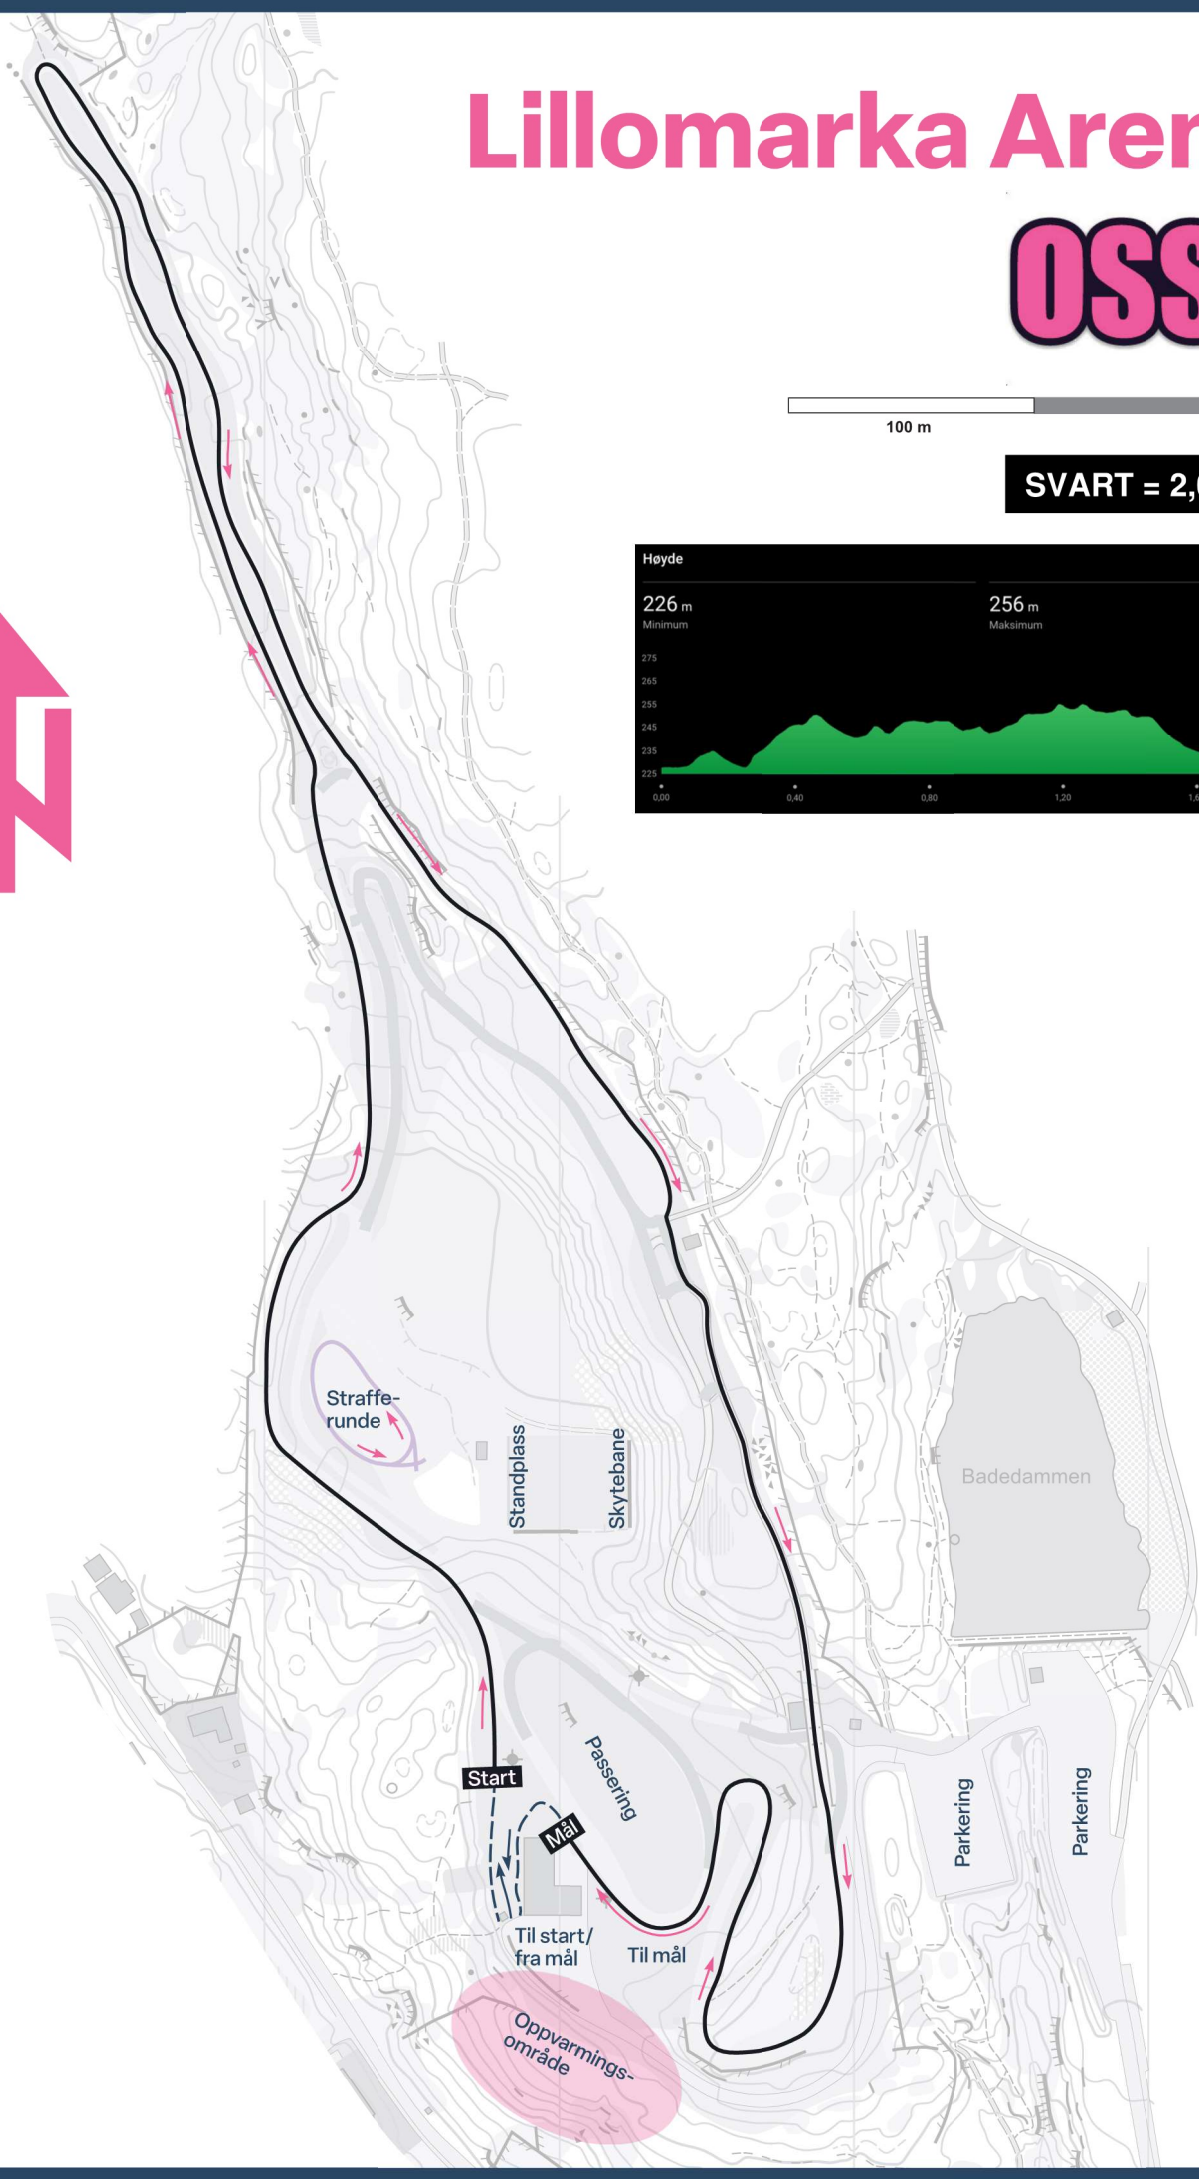 Lillomarka Aren
OSS
100 m
SVART = 2,
Høyde
226 m
Minimum
256 m
Maksimum
275
265
255
245
235
225
0,00
0,40
0,80
1,20
1,6
Straffe-
runde
Standplass
Skytebane
Badedammen
Passering
Start
Mål
Parkering
Parkering
Til start/
fra mål
Til mål
Oppvarmings-
område